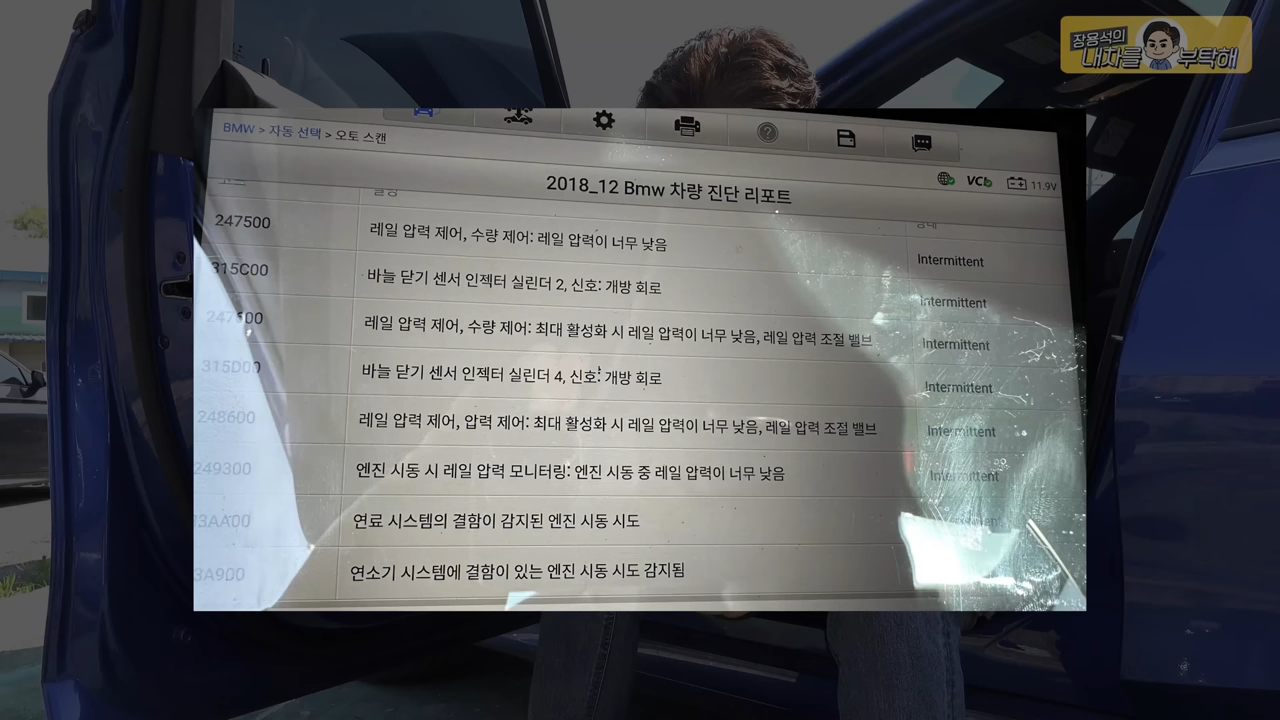 장용석의
내차를 부탁해
BMW > 자동 선택 > 오토 스캔
VCI
11.9V
2018_12 Bmw 차량 진단 리포트
247500 레일 압력 제어, 수량 제어: 레일 압력이 너무 낮음 Intermittent
315C00 바늘 닫기 센서 인젝터 실린더 2, 신호: 개방 회로 Intermittent
247600 레일 압력 제어, 수량 제어: 최대 활성화 시 레일 압력이 너무 낮음, 레일 압력 조절 밸브 Intermittent
315D00 바늘 닫기 센서 인젝터 실린더 4, 신호: 개방 회로 Intermittent
248600 레일 압력 제어, 압력 제어: 최대 활성화 시 레일 압력이 너무 낮음, 레일 압력 조절 밸브 Intermittent
249300 엔진 시동 시 레일 압력 모니터링: 엔진 시동 중 레일 압력이 너무 낮음 Intermittent
연료 시스템의 결함이 감지된 엔진 시동 시도
연소기 시스템에 결함이 있는 엔진 시동 시도 감지됨